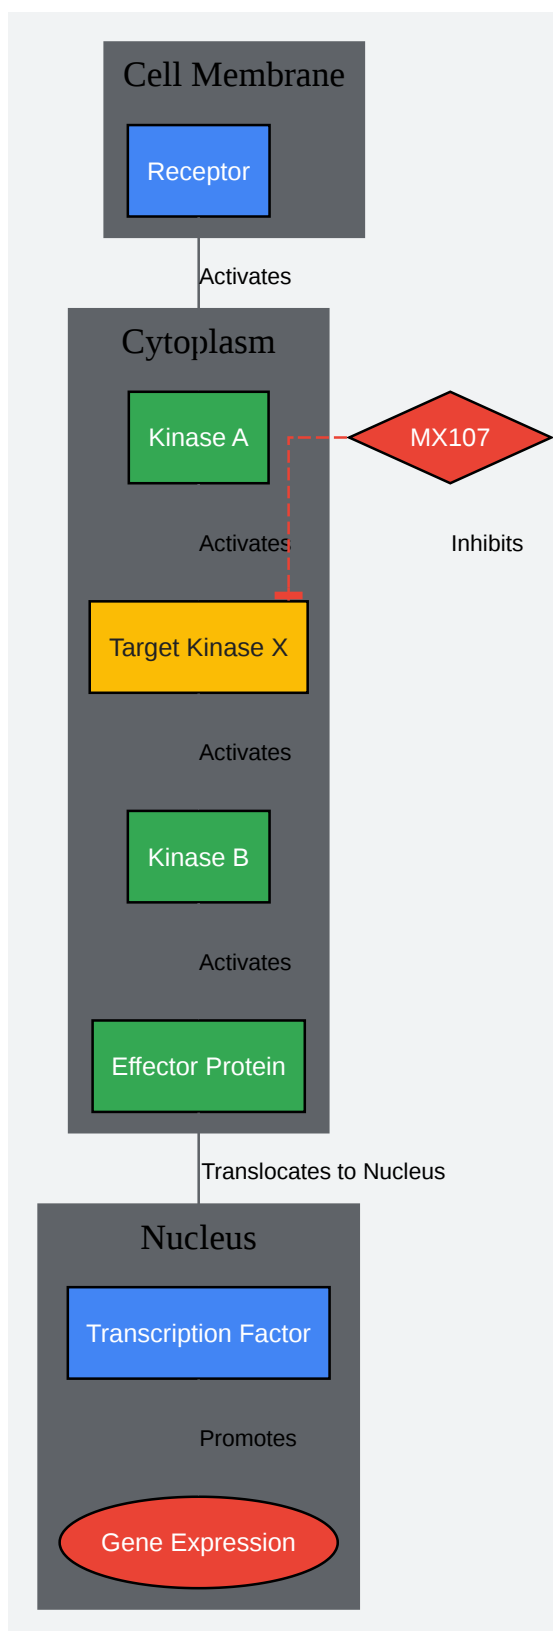 Cell Membrane
Receptor
Activates
Cytoplasm
Kinase A
MX107
Activates
Inhibits
Target Kinase X
Activates
Kinase B
Activates
Effector Protein
Translocates to Nucleus
Nucleus
Transcription Factor
Promotes
Gene Expression